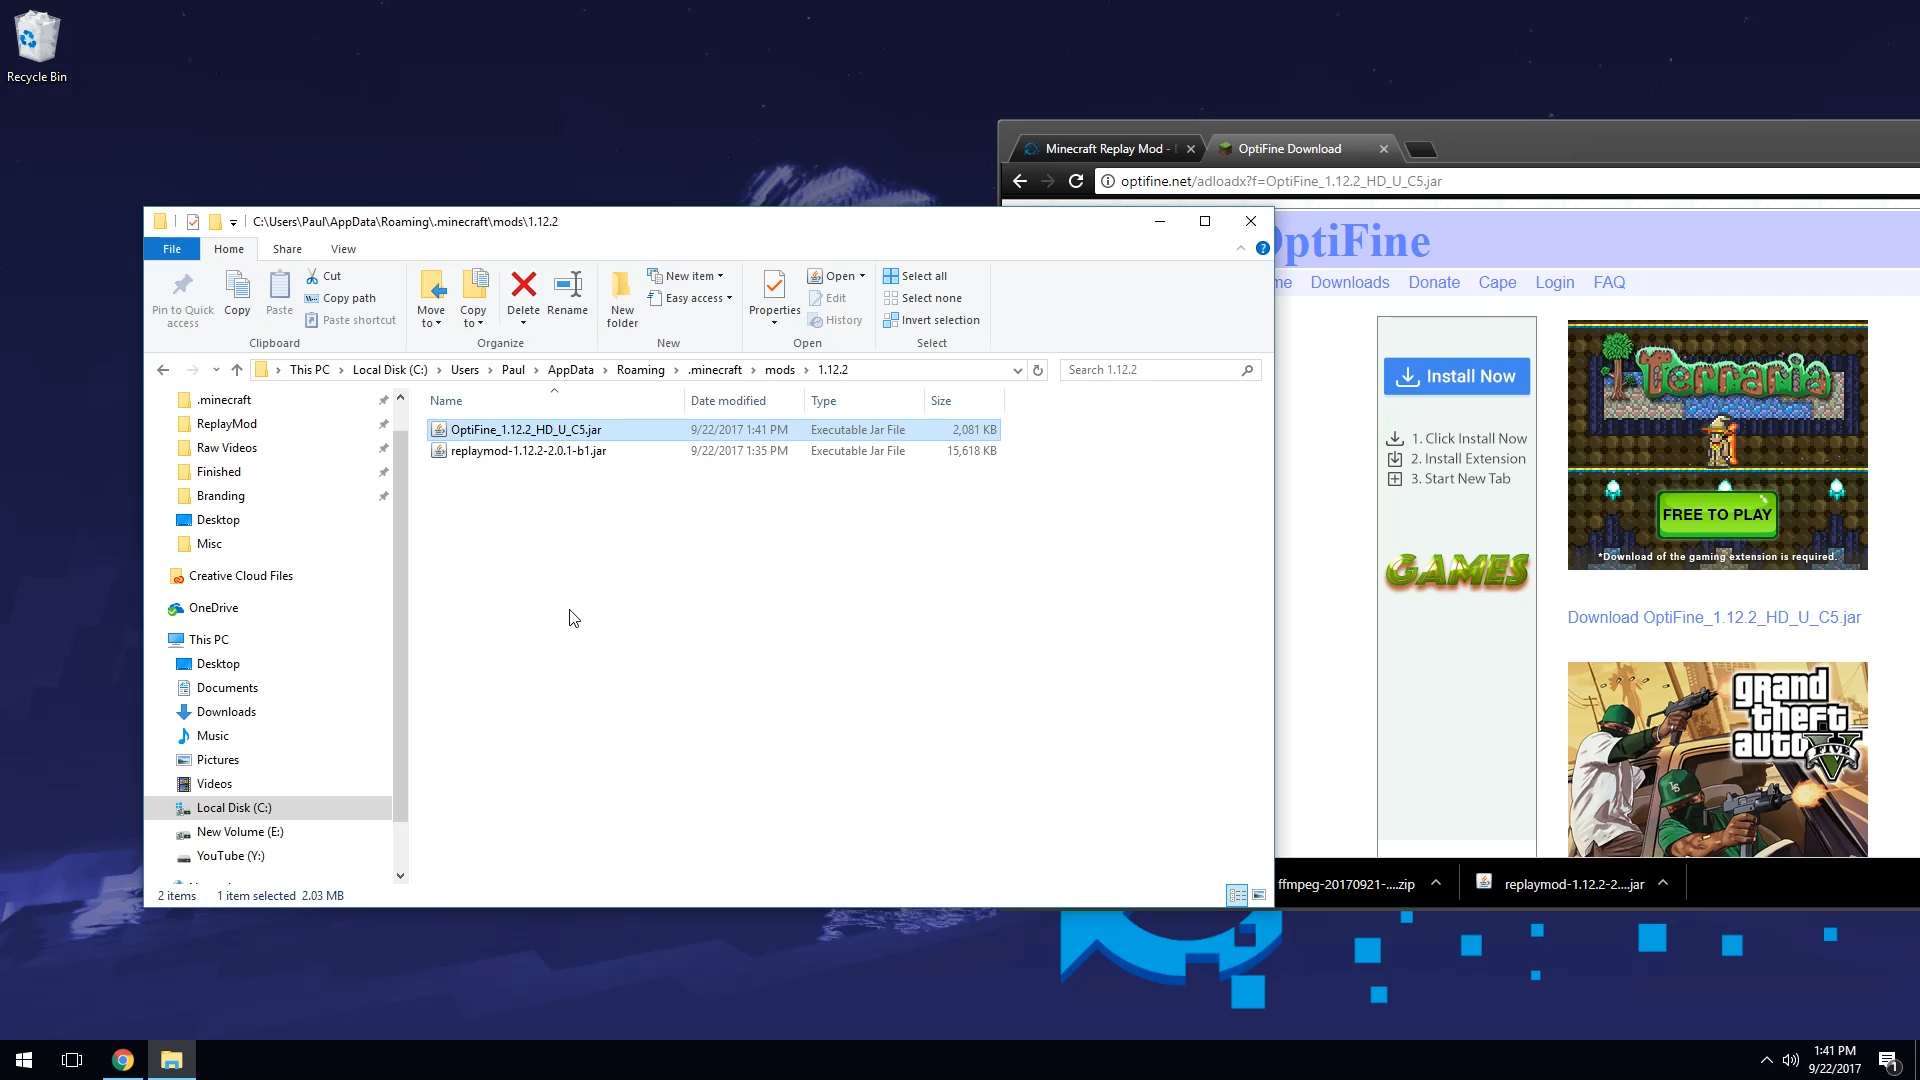 Recycle Bin
Minecraft Replay Mod -
OptiFine Download
optifine.net/adloadx?f=OptiFine_1.12.2_HD_U_C5.jar
C:\Users\Paul\AppData\Roaming\.minecraft\mods\1.12.2
File
Home
Share
View
Pin to Quick access
Copy
Paste
Cut
Copy path
Paste shortcut
Clipboard
Move to
Copy to
Delete
Rename
Organize
New folder
New item
Easy access
New
Properties
Open
Edit
History
Open
Select all
Select none
Invert selection
Select
This PC
Local Disk (C:)
Users
Paul
AppData
Roaming
.minecraft
mods
1.12.2
Search 1.12.2
Name
Date modified
Type
Size
OptiFine_1.12.2_HD_U_C5.jar
9/22/2017 1:41 PM
Executable Jar File
2,081 KB
replaymod-1.12.2-2.0.1-b1.jar
9/22/2017 1:35 PM
Executable Jar File
15,618 KB
.minecraft
ReplayMod
Raw Videos
Finished
Branding
Desktop
Misc
Creative Cloud Files
OneDrive
This PC
Desktop
Documents
Downloads
Music
Pictures
Videos
Local Disk (C:)
New Volume (E:)
YouTube (Y:)
2 items
1 item selected 2.03 MB
ptiFine
me
Downloads
Donate
Cape
Login
FAQ
Install Now
1. Click Install Now
2. Install Extension
3. Start New Tab
GAMES
Terraria
FREE TO PLAY
*Download of the gaming extension is required.
Download OptiFine_1.12.2_HD_U_C5.jar
grand
theft
auto
FIVE
LS
ffmpeg-20170921-....zip
replaymod-1.12.2-2....jar
1:41 PM
9/22/2017
1